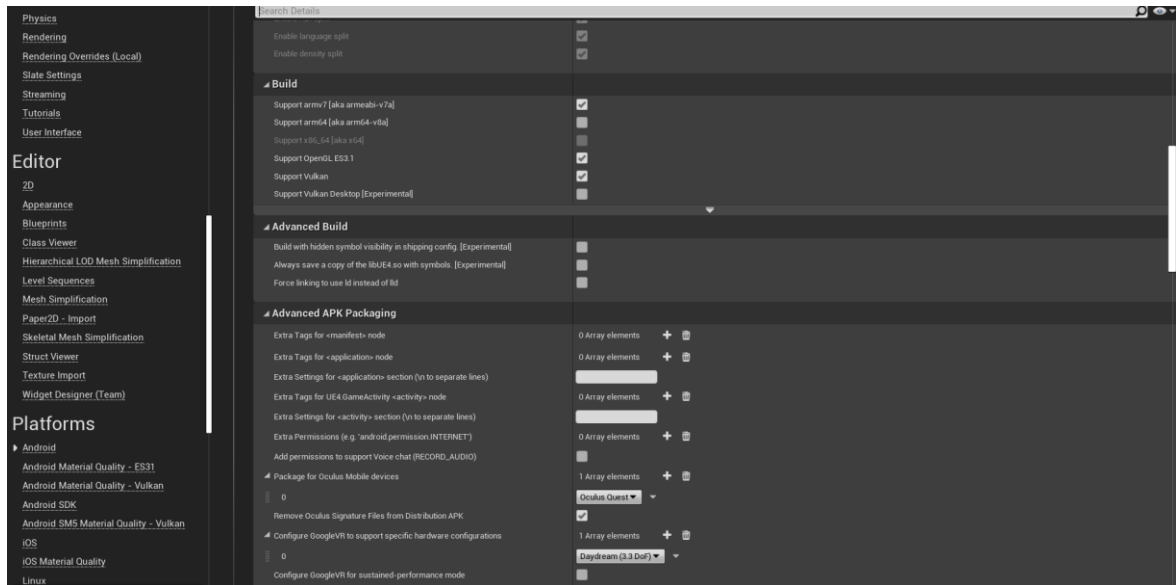 Physics
Rendering
Rendering Overrides (Local)
Slate Settings
Streaming
Tutorials
User Interface
Editor
2D
Appearance
Blueprints
Class Viewer
Hierarchical LOD Mesh Simplification
Level Sequences
Mesh Simplification
Paper2D - Import
Skeletal Mesh Simplification
Struct Viewer
Texture Import
Widget Designer (Team)
Platforms
Android
Android Material Quality - ES31
Android Material Quality - Vulkan
Android SDK
Android SM5 Material Quality - Vulkan
iOS
iOS Material Quality
Linux
Search Details
Enable language split
Enable density split
Build
Support armv7 [aka armeabi-v7a]
Support arm64 [aka arm64-v8a]
Support x86_64 [aka x64]
Support OpenGL ES3.1
Support Vulkan
Support Vulkan Desktop [Experimental]
Advanced Build
Build with hidden symbol visibility in shipping config. [Experimental]
Always save a copy of the libUE4.so with symbols. [Experimental]
Force linking to use ld instead of lld
Advanced APK Packaging
Extra Tags for <manifest> node 0 Array elements
Extra Tags for <application> node 0 Array elements
Extra Settings for <application> section (\n to separate lines)
Extra Tags for UE4.GameActivity <activity> node 0 Array elements
Extra Settings for <activity> section (\n to separate lines)
Extra Permissions (e.g. 'android.permission.INTERNET') 0 Array elements
Add permissions to support Voice chat (RECORD_AUDIO)
Package for Oculus Mobile devices 1 Array elements
0 Oculus Quest
Remove Oculus Signature Files from Distribution APK
Configure GoogleVR to support specific hardware configurations 1 Array elements
0 Daydream (3.3 DoF)
Configure GoogleVR for sustained-performance mode